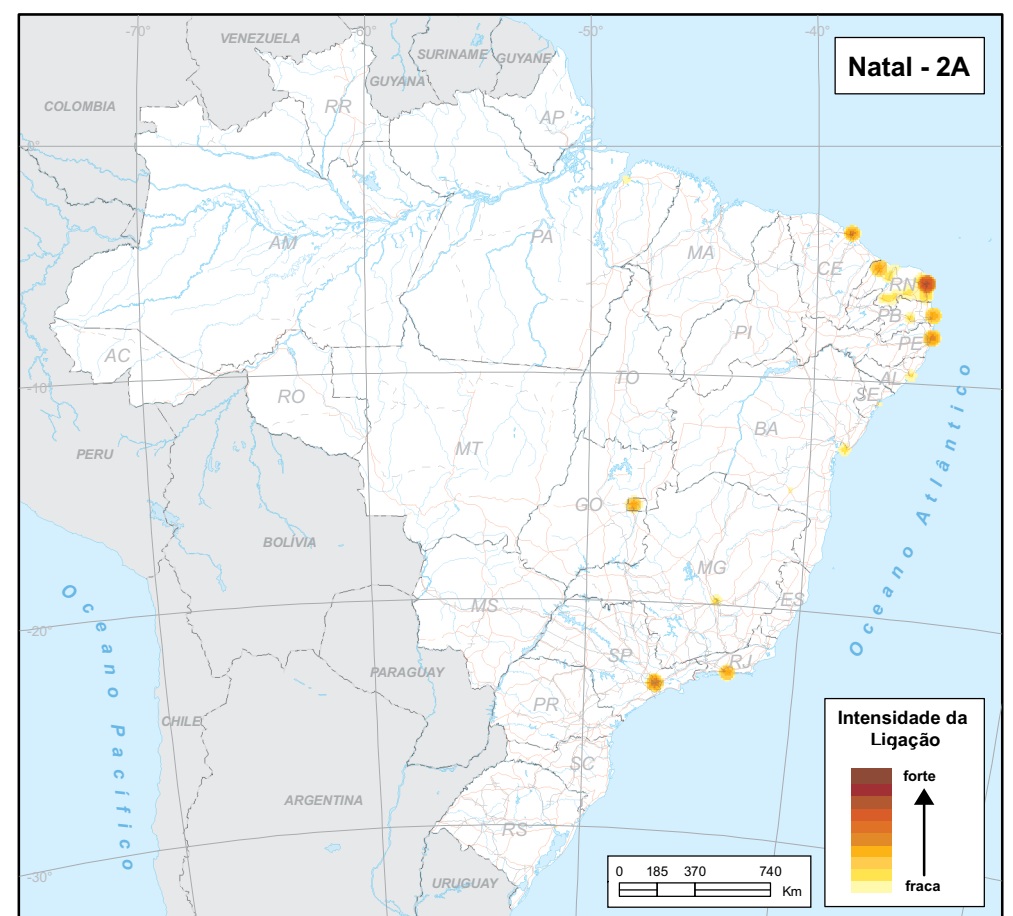 -70°
-60°
-50°
-40°
VENEZUELA
SURINAME
GUYANE
GUYANA
COLOMBIA
Natal - 2A
RR
AP
0°
AM
PA
MA
CE
RN
PB
PI
PE
AC
TO
AL
SE
-10°
RO
BA
PERU
MT
GO
BOLÍVIA
MG
ES
MS
-20°
SP
RJ
PARAGUAY
PR
CHILE
SC
ARGENTINA
RS
-30°
URUGUAY
Oceano Pacífico
Oceano Atlântico
Intensidade da
Ligação
forte
fraca
0 185 370 740
Km